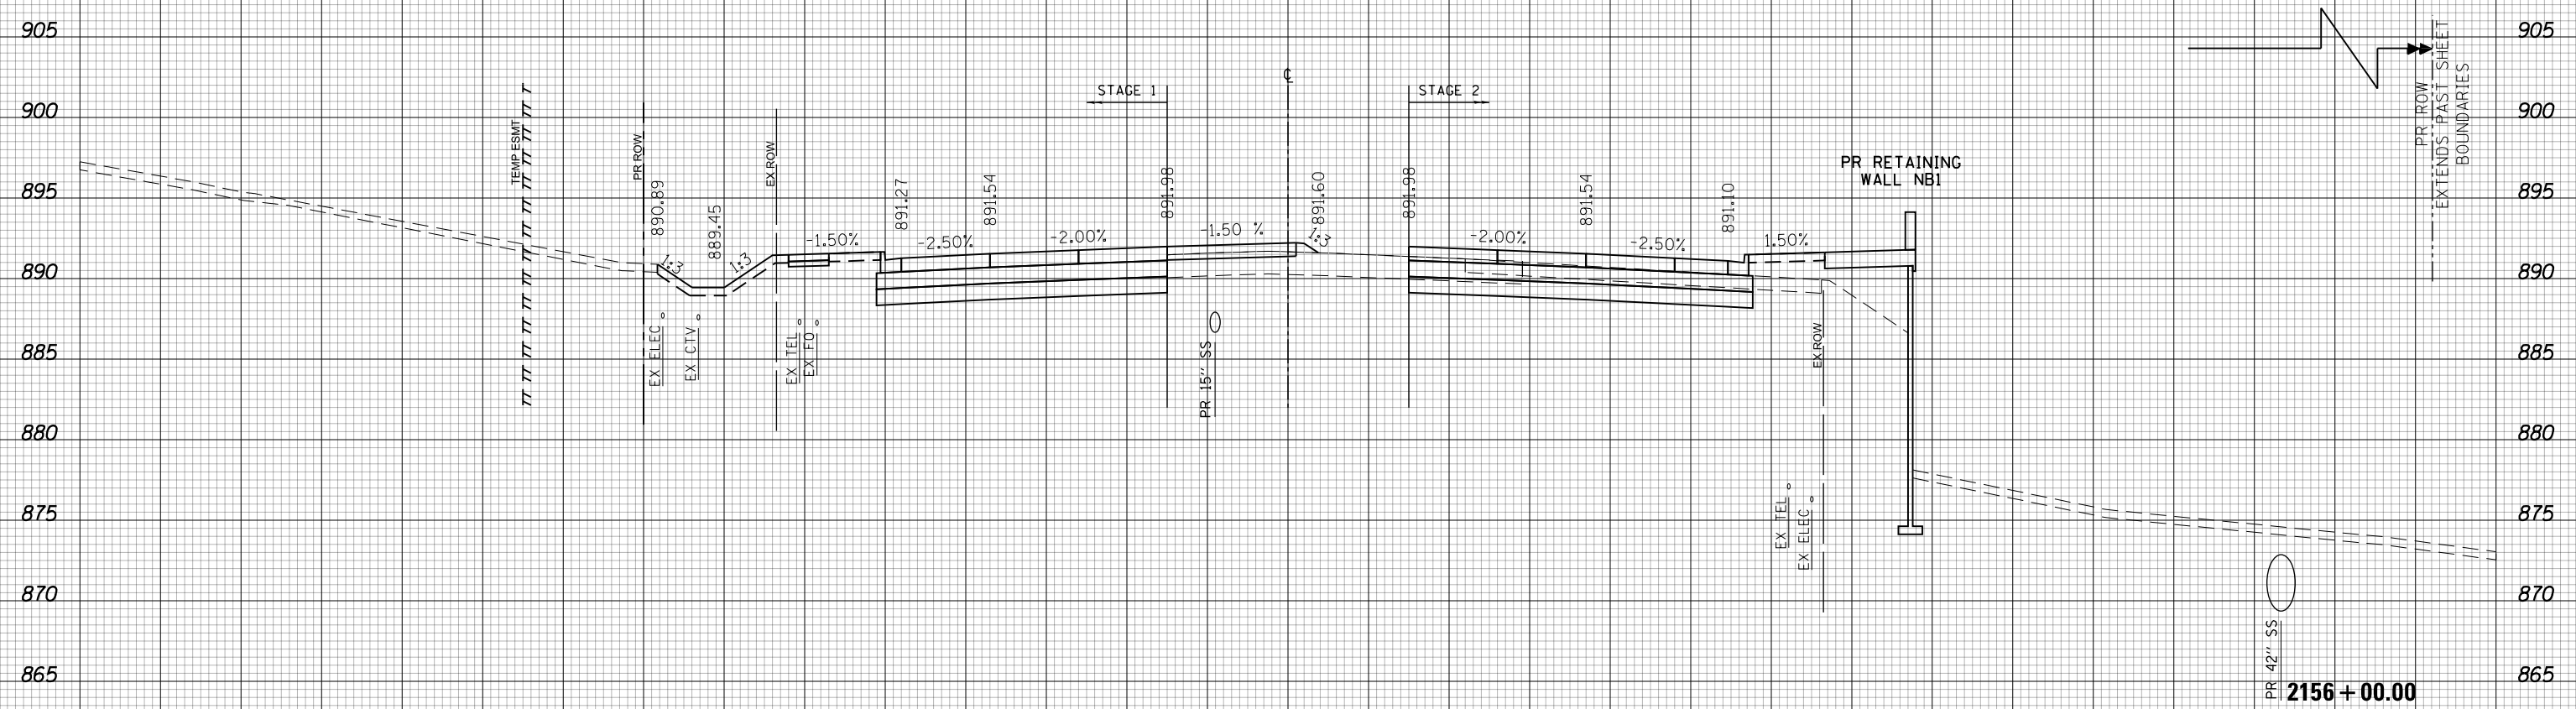 905
900
895
890
885
880
875
870
865
TEMP ESMT
PR ROW
890.89
1:3
889.45
1:3
EX ROW
-1.50%
891.27
-2.50%
891.54
-2.00%
STAGE 1
891.98
-1.50 %
℄
891.60
1:3
STAGE 2
891.98
-2.00%
891.54
-2.50%
891.10
1.50%
PR RETAINING
WALL NB1
PR ROW
EXTENDS PAST SHEET
BOUNDARIES
EX ELEC
EX CTV
EX TEL
EX FO
PR 15" SS
EX ROW
EX TEL
EX ELEC
PR 42" SS
905
900
895
890
885
880
875
870
865
2156+00.00